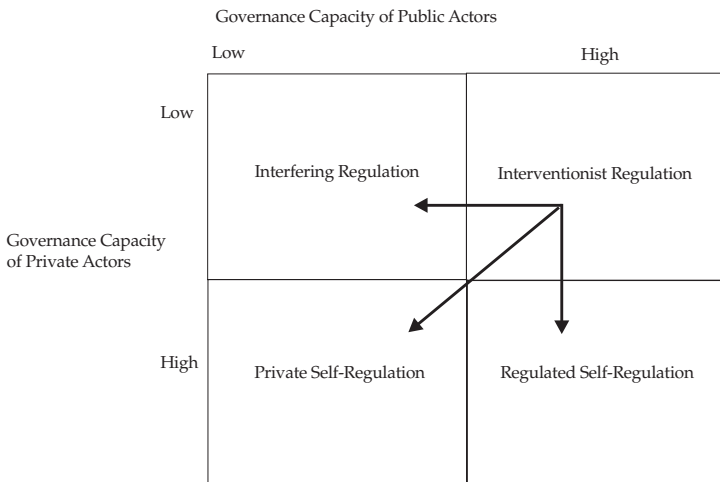 Governance Capacity of Public Actors
Low
High
Low
Interfering Regulation
Interventionist Regulation
Governance Capacity
of Private Actors
High
Private Self-Regulation
Regulated Self-Regulation